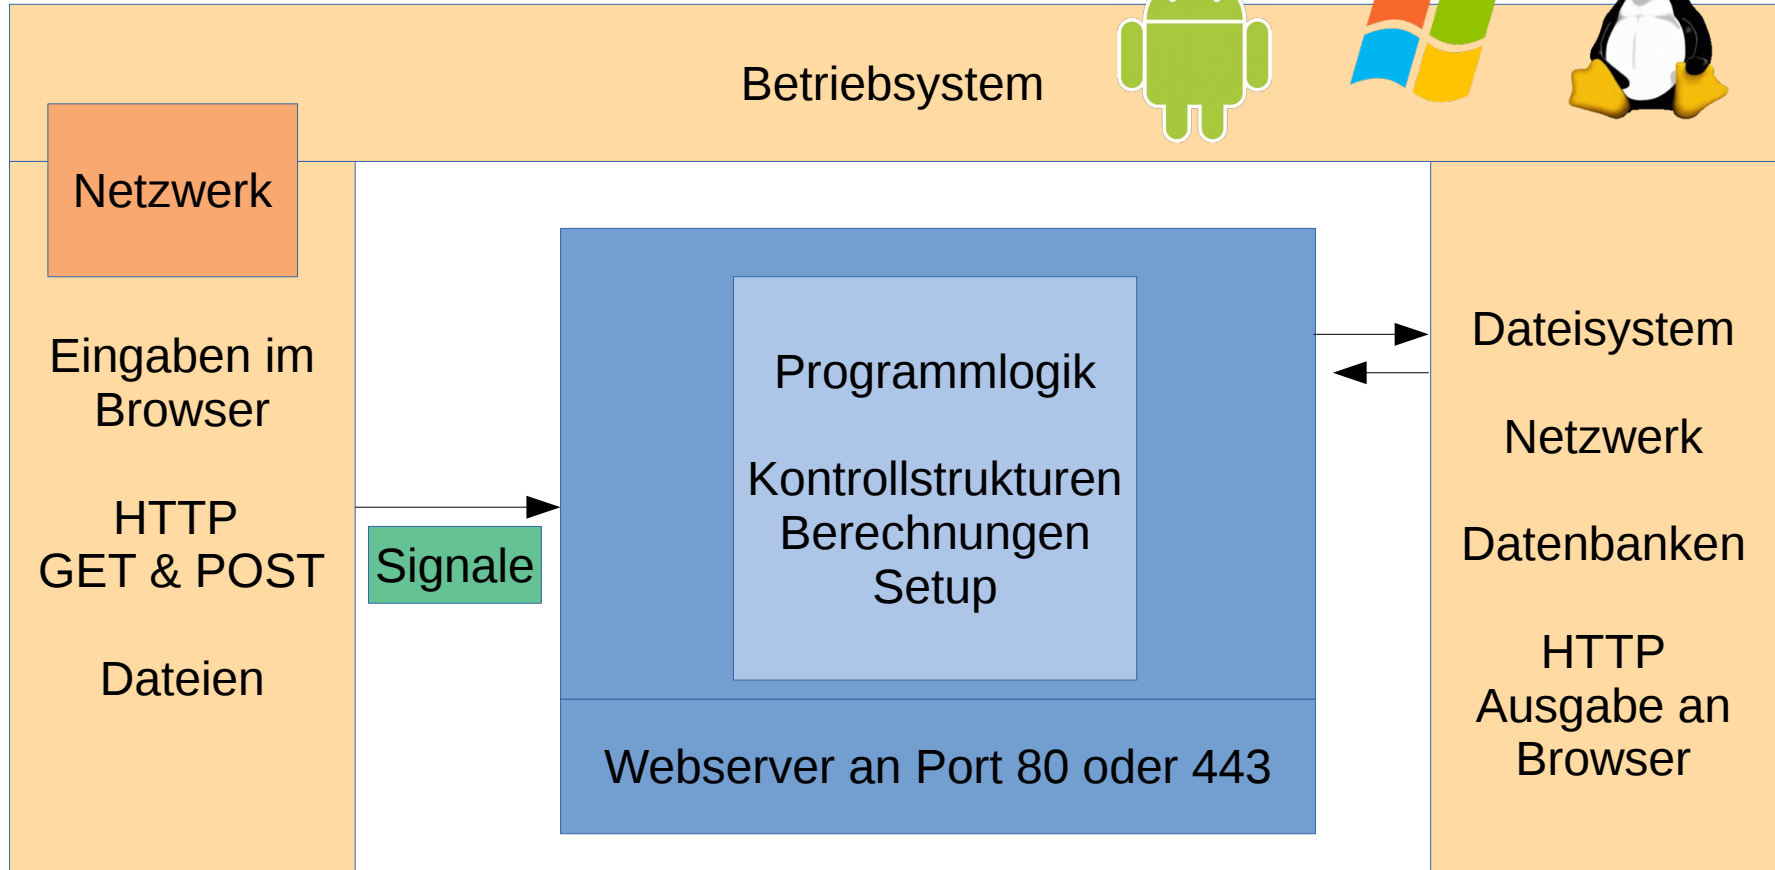 Betriebsystem
Netzwerk
Eingaben im
Browser
HTTP
GET & POST
Dateien
Signale
Programmlogik
Kontrollstrukturen
Berechnungen
Setup
Webserver an Port 80 oder 443
Dateisystem
Netzwerk
Datenbanken
HTTP
Ausgabe an
Browser